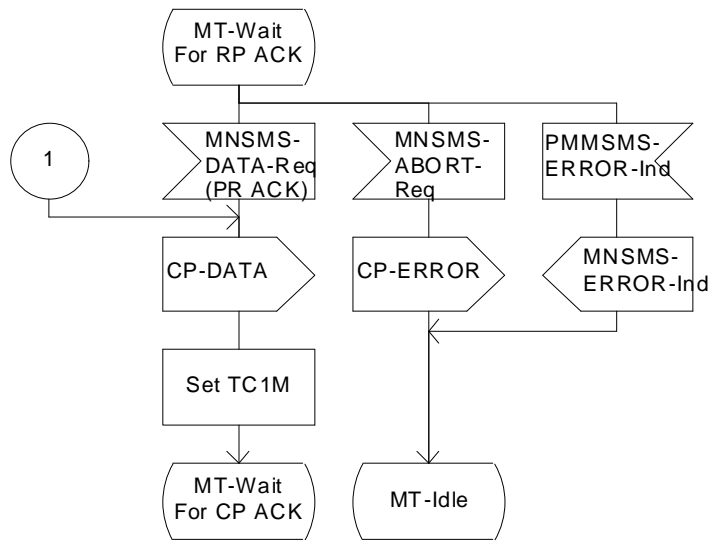 MT-Wait
For RP ACK
1
MNSMS-
DATA-Req
(PR ACK)
MNSMS-
ABORT-
Req
PMMSMS-
ERROR-Ind
CP-DATA
CP-ERROR
MNSMS-
ERROR-Ind
Set TC1M
MT-Wait
For CP ACK
MT-Idle